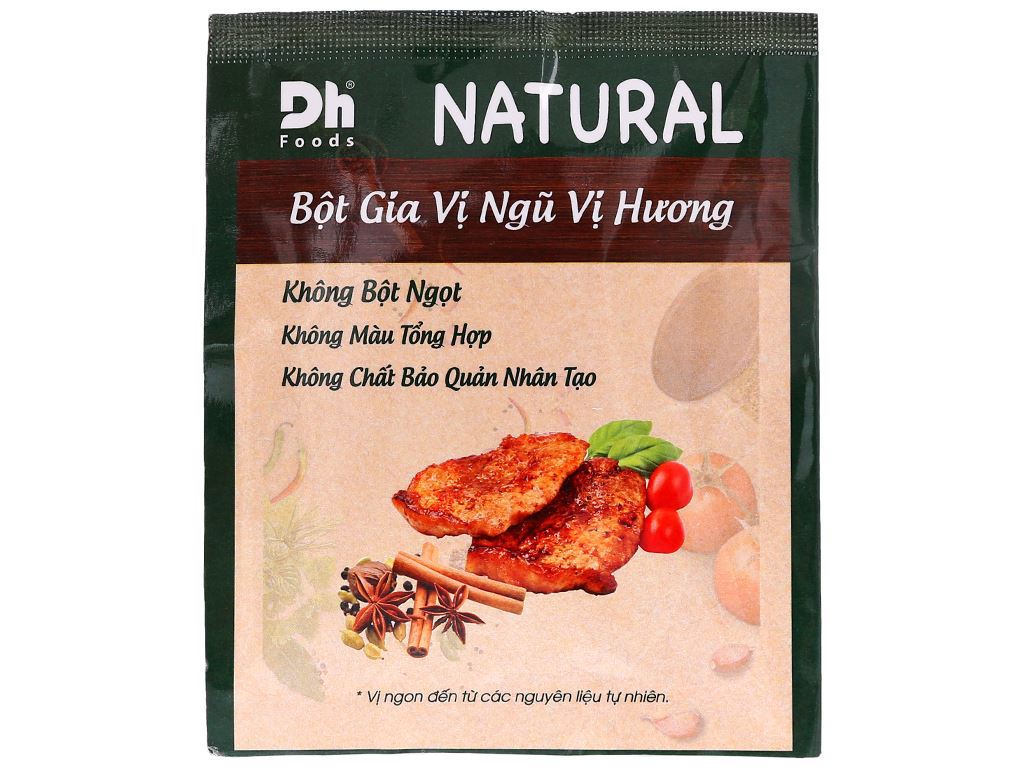 Dh®
Foods
NATURAL
Bột Gia Vị Ngũ Vị Hương
Không Bột Ngọt
Không Màu Tổng Hợp
Không Chất Bảo Quản Nhân Tạo
* Vị ngon đến từ các nguyên liệu tự nhiên.